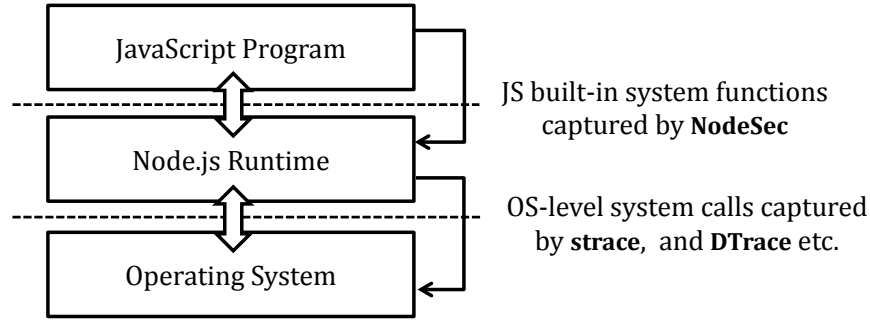 JavaScript Program
JS built-in system functions
captured by NodeSec
Node.js Runtime
OS-level system calls captured
by strace, and DTrace etc.
Operating System